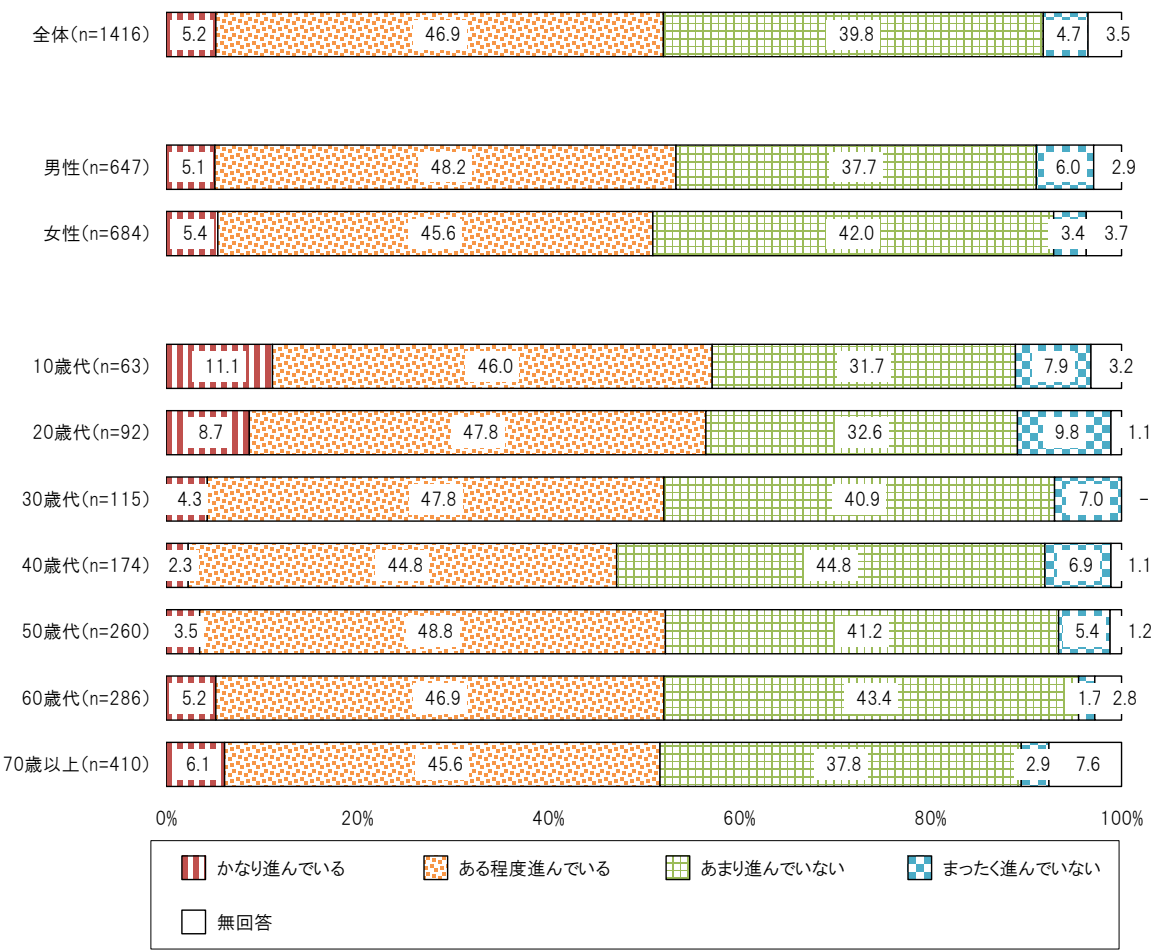 全体(n=1416) 5.2 46.9 39.8 4.7 3.5
男性(n=647) 5.1 48.2 37.7 6.0 2.9
女性(n=684) 5.4 45.6 42.0 3.4 3.7
10歳代(n=63) 11.1 46.0 31.7 7.9 3.2
20歳代(n=92) 8.7 47.8 32.6 9.8 1.1
30歳代(n=115) 4.3 47.8 40.9 7.0 -
40歳代(n=174) 2.3 44.8 44.8 6.9 1.1
50歳代(n=260) 3.5 48.8 41.2 5.4 1.2
60歳代(n=286) 5.2 46.9 43.4 1.7 2.8
70歳以上(n=410) 6.1 45.6 37.8 2.9 7.6
0% 20% 40% 60% 80% 100%
かなり進んでいる ある程度進んでいる あまり進んでいない まったく進んでいない
無回答